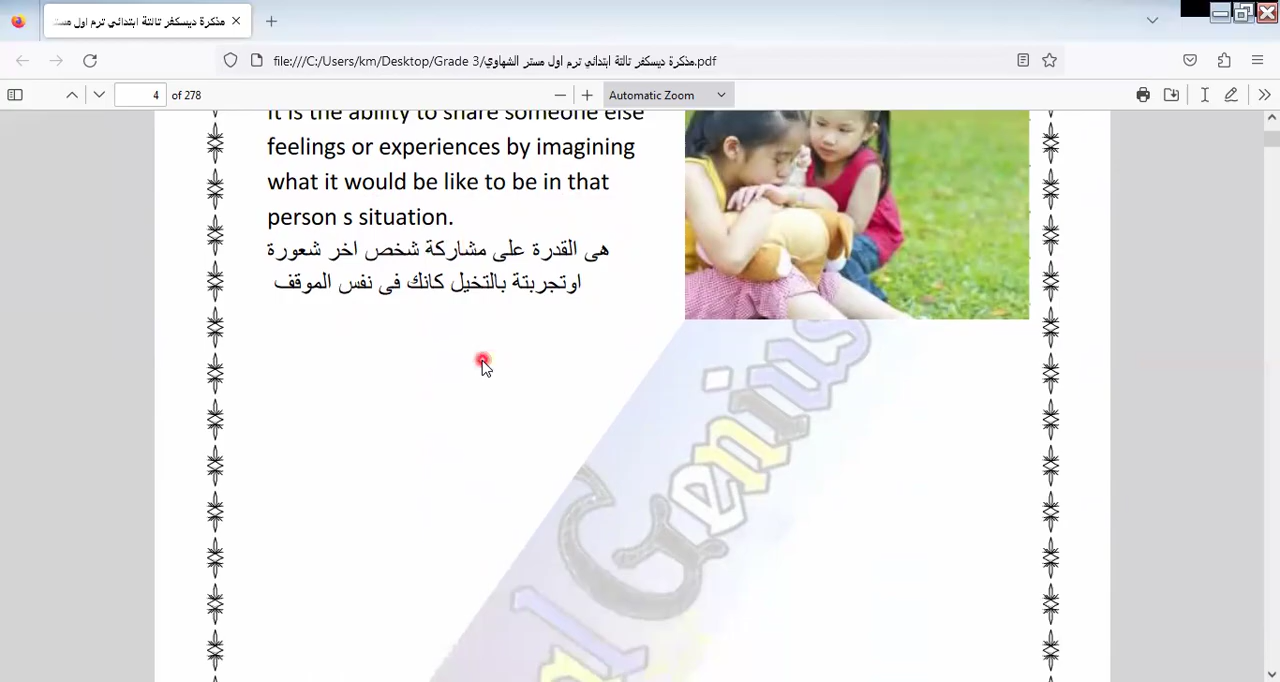 مذكرة ديسكفر تالتة ابتدائي ترم اول مستر
file:///C:/Users/km/Desktop/Grade 3/مذكرة ديسكفر تالتة ابتدائي ترم اول مستر الشهاوي.pdf
4 of 278
Automatic Zoom
It is the ability to share someone else
feelings or experiences by imagining
what it would be like to be in that
person s situation.
هى القدرة على مشاركة شخص اخر شعورة
اوتجربتة بالتخيل كانك فى نفس الموقف
al Genius